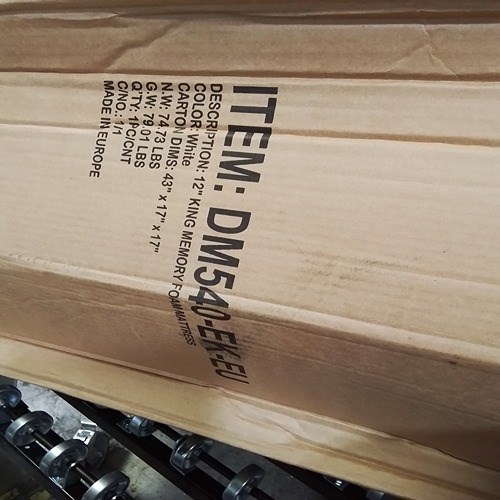 ITEM: DM540-EK-EU
DESCRIPTION: 12" KING MEMORY FOAM MATTRESS
COLOR: White
CARTON DIMS: 43" x 17" x 17"
N.W: 74.73 LBS
G.W: 79.01 LBS
Q'TY: 1PC/CNT
C/NO.: 1/1
MADE IN EUROPE